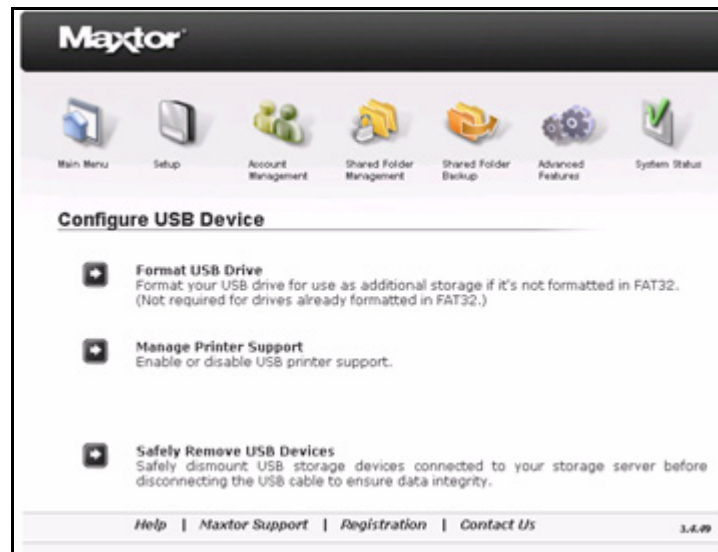 Maxtor
Main Menu
Setup
Account Management
Shared Folder Management
Shared Folder Backup
Advanced Features
System Status
Configure USB Device
Format USB Drive
Format your USB drive for use as additional storage if it's not formatted in FAT32.
(Not required for drives already formatted in FAT32.)
Manage Printer Support
Enable or disable USB printer support.
Safely Remove USB Devices
Safely dismount USB storage devices connected to your storage server before
disconnecting the USB cable to ensure data integrity.
Help | Maxtor Support | Registration | Contact Us